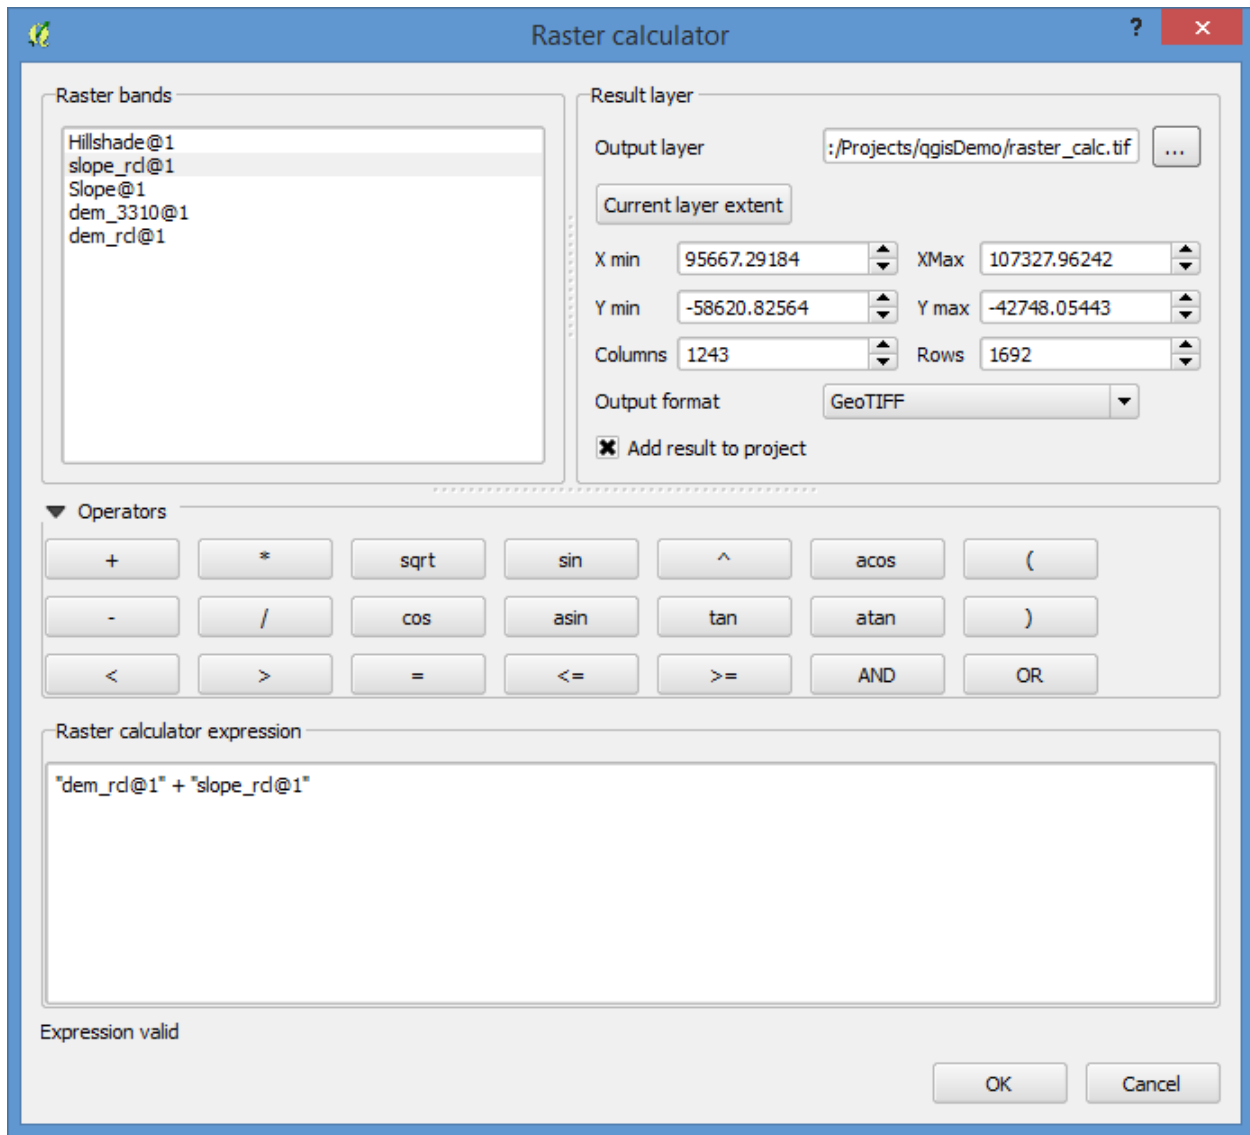 Raster calculator
?
Raster bands
Hillshade@1
slope_rcl@1
Slope@1
dem_3310@1
dem_rcl@1
Result layer
Output layer :/Projects/qgisDemo/raster_calc.tif ...
Current layer extent
X min 95667.29184 XMax 107327.96242
Y min -58620.82564 Y max -42748.05443
Columns 1243 Rows 1692
Output format GeoTIFF
Add result to project
Operators
+ * sqrt sin ^ acos (
- / cos asin tan atan )
< > = <= >= AND OR
Raster calculator expression
"dem_rcl@1" + "slope_rcl@1"
Expression valid
OK Cancel